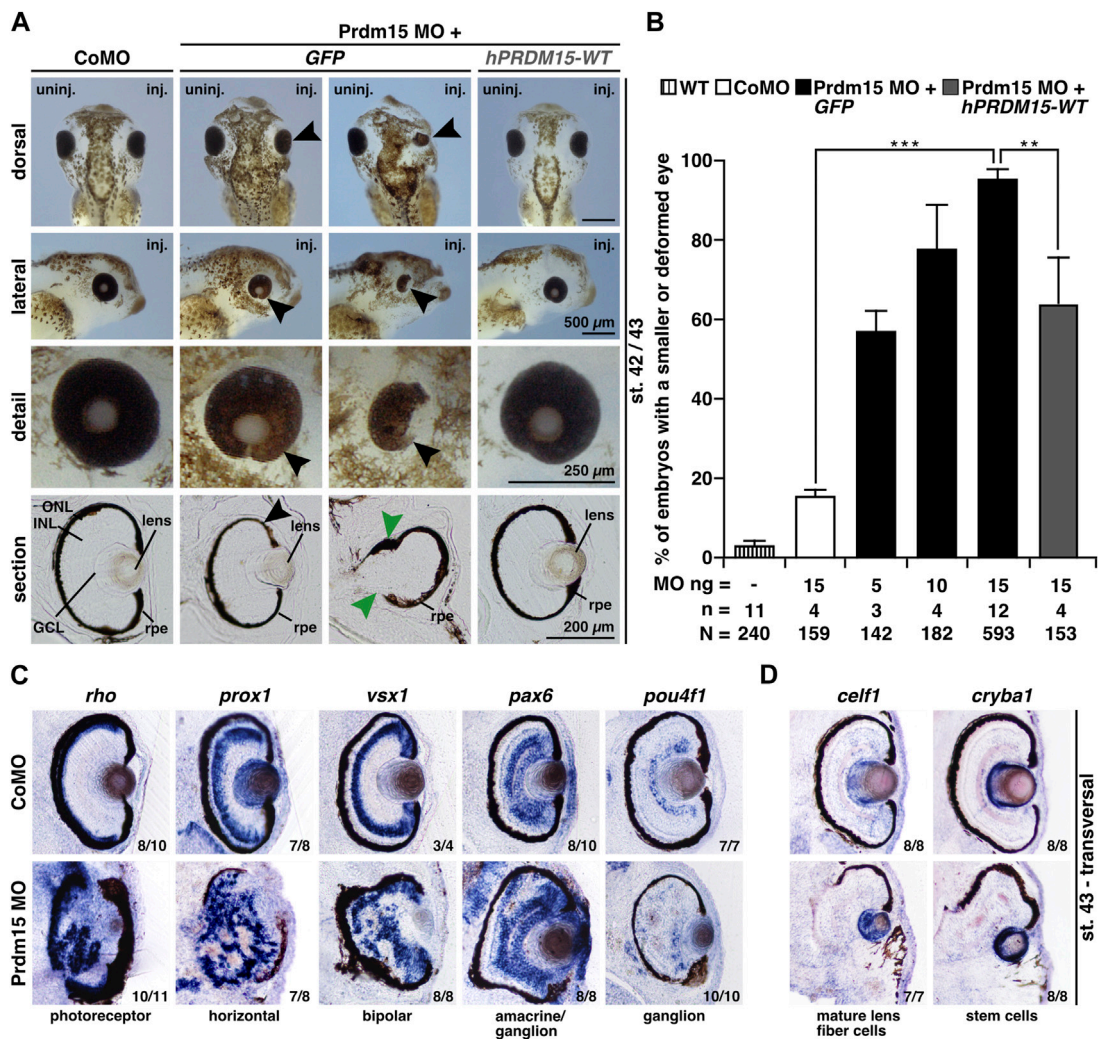 A
Prdm15 MO +
CoMO GFP hPRDM15-WT
dorsal
uninj. inj. uninj. inj. uninj. inj. uninj. inj.
lateral
inj. inj. inj. inj.
500 µm
detail
250 µm
section
ONL
INL
lens
GCL
rpe
lens
rpe
rpe
lens
rpe
200 µm
st. 42 / 43
B
WT CoMO Prdm15 MO + Prdm15 MO +
GFP hPRDM15-WT
% of embryos with a smaller or deformed eye
*** **
100
80
60
40
20
0
MO ng = - 15 5 10 15 15
n = 11 4 3 4 12 4
N = 240 159 142 182 593 153
C
rho prox1 vsx1 pax6 pou4f1
CoMO
8/10 7/8 3/4 8/10 7/7
Prdm15 MO
10/11 7/8 8/8 8/8 10/10
photoreceptor horizontal bipolar amacrine/ ganglion
ganglion
D
celf1 cryba1
8/8 8/8
7/7 8/8
mature lens stem cells
fiber cells
st. 43 - transversal